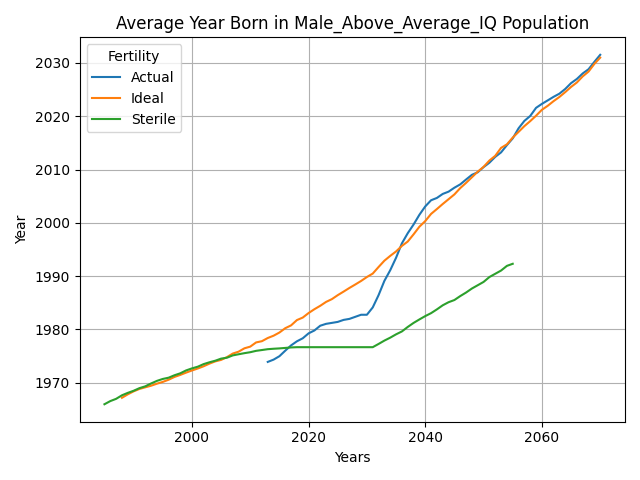 Average Year Born in Male_Above_Average_IQ Population
Fertility
Actual
Ideal
Sterile
Year
2030
2020
2010
2000
1990
1980
1970
2000 2020 2040 2060
Years